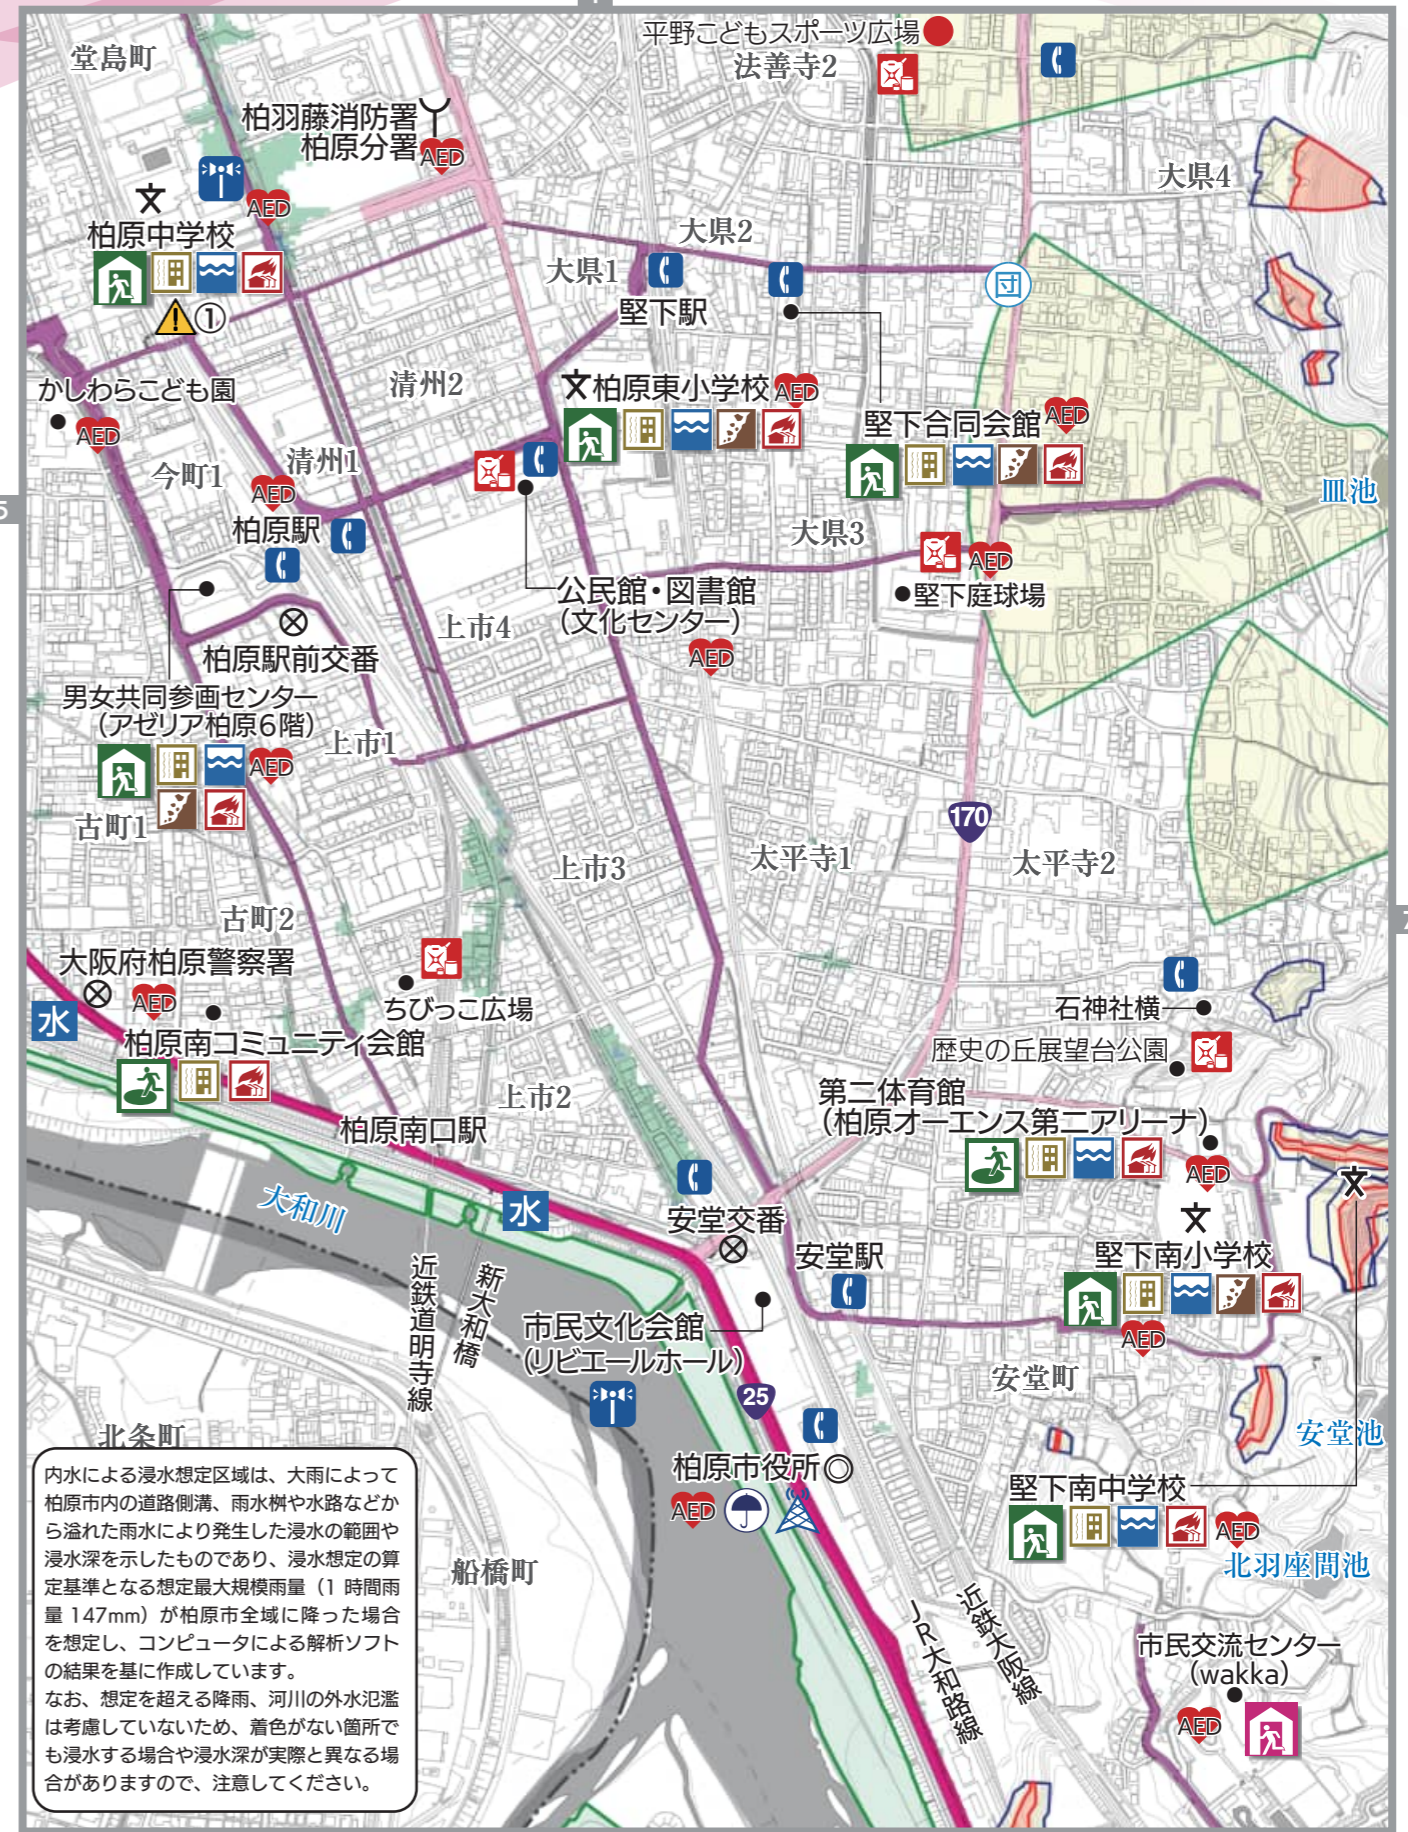 平野こどもスポーツ広場
法善寺2
堂島町
柏羽藤消防署
柏原分署
AED
大県4
文
AED
柏原中学校
大県2
大県1
堅下駅
団
①
清州2
かしわらこども園
AED
文柏原東小学校
AED
堅下合同会館
AED
清州1
今町1
AED
皿池
柏原駅
大県3
AED
堅下庭球場
公民館・図書館
(文化センター)
AED
上市4
柏原駅前交番
男女共同参画センター
(アゼリア柏原6階)
AED
上市1
古町1
170
上市3
太平寺1
太平寺2
古町2
大阪府柏原警察署
AED
水
ちびっこ広場
石神社横
柏原南コミュニティ会館
歴史の丘展望台公園
上市2
第二体育館
(柏原オーエンス第二アリーナ)
AED
柏原南口駅
文
大和川
水
安堂交番
文
安堂駅
堅下南小学校
AED
近鉄道明寺線
新大和橋
市民文化会館
(リビエールホール)
安堂町
25
安堂池
北条町
柏原市役所
AED
堅下南中学校
AED
北羽座間池
船橋町
JR大和路線
近鉄大阪線
市民交流センター
(wakka)
AED
内水による浸水想定区域は、大雨によって
柏原市内の道路側溝、雨水桝や水路などか
ら溢れた雨水により発生した浸水の範囲や
浸水深を示したものであり、浸水想定の算
定基準となる想定最大規模雨量（1 時間雨
量 147mm）が柏原市全域に降った場合
を想定し、コンピュータによる解析ソフト
の結果を基に作成しています。
なお、想定を超える降雨、河川の外水氾濫
は考慮していないため、着色がない箇所で
も浸水する場合や浸水深が実際と異なる場
合がありますので、注意してください。